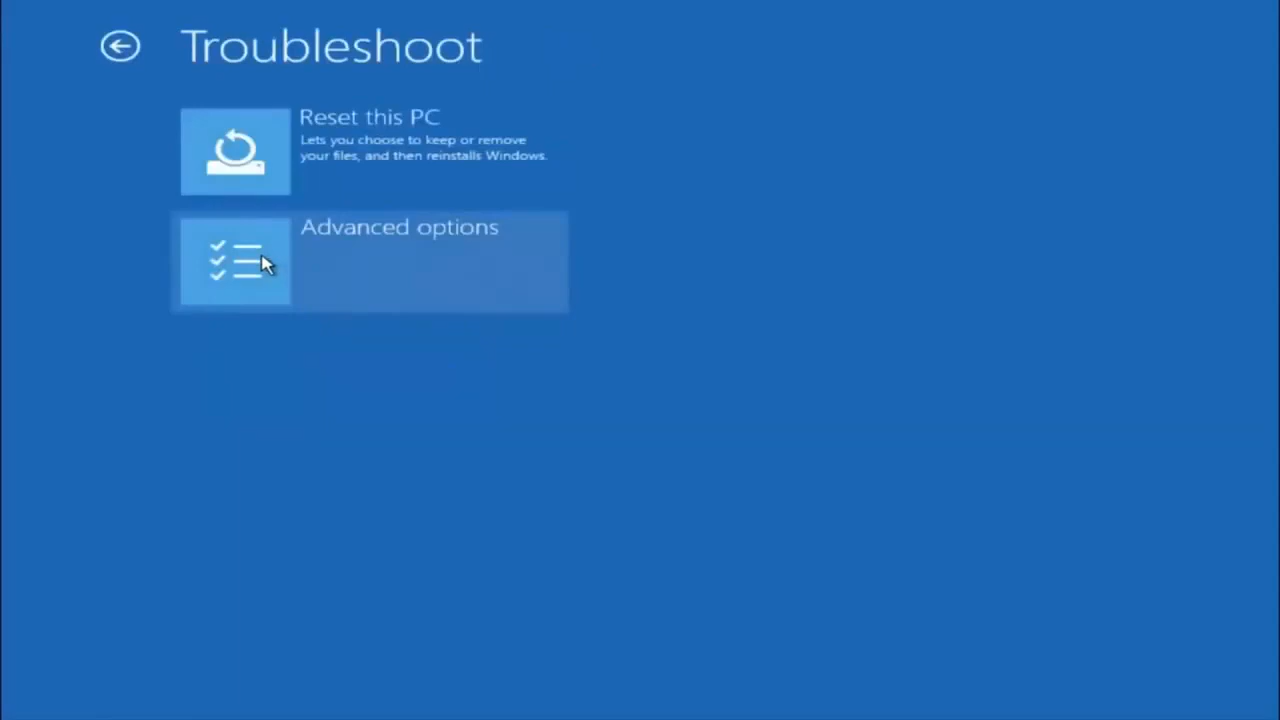 Troubleshoot
Reset this PC
Lets you choose to keep or remove
your files, and then reinstalls Windows.
Advanced options